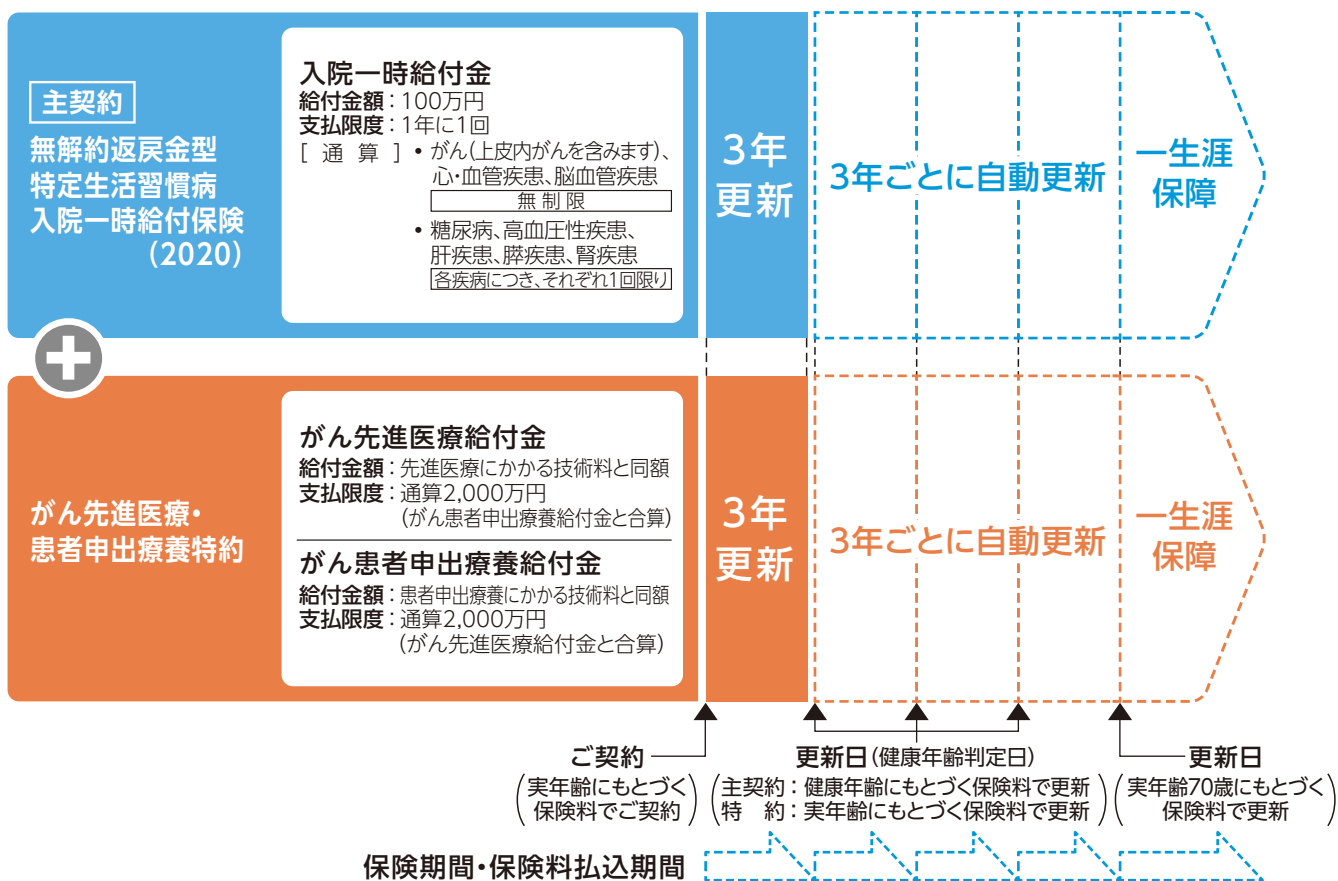 主契約
無解約返戻金型
特定生活習慣病
入院一時給付保険
(2020)
入院一時給付金
給付金額：100万円
支払限度：1年に1回
[通算]・がん(上皮内がんを含みます)、
心・血管疾患、脳血管疾患
無制限
・糖尿病、高血圧性疾患、
肝疾患、膵疾患、腎疾患
各疾病につき、それぞれ1回限り
3年
更新
3年ごとに自動更新
一生涯
保障
がん先進医療・
患者申出療養特約
がん先進医療給付金
給付金額：先進医療にかかる技術料と同額
支払限度：通算2,000万円
(がん患者申出療養給付金と合算)
がん患者申出療養給付金
給付金額：患者申出療養にかかる技術料と同額
支払限度：通算2,000万円
(がん先進医療給付金と合算)
3年
更新
3年ごとに自動更新
一生涯
保障
ご契約
(実年齢にもとづく
保険料でご契約)
更新日(健康年齢判定日)
(主契約：健康年齢にもとづく保険料で更新
特約：実年齢にもとづく保険料で更新)
更新日
(実年齢70歳にもとづく
保険料で更新)
保険期間・保険料払込期間